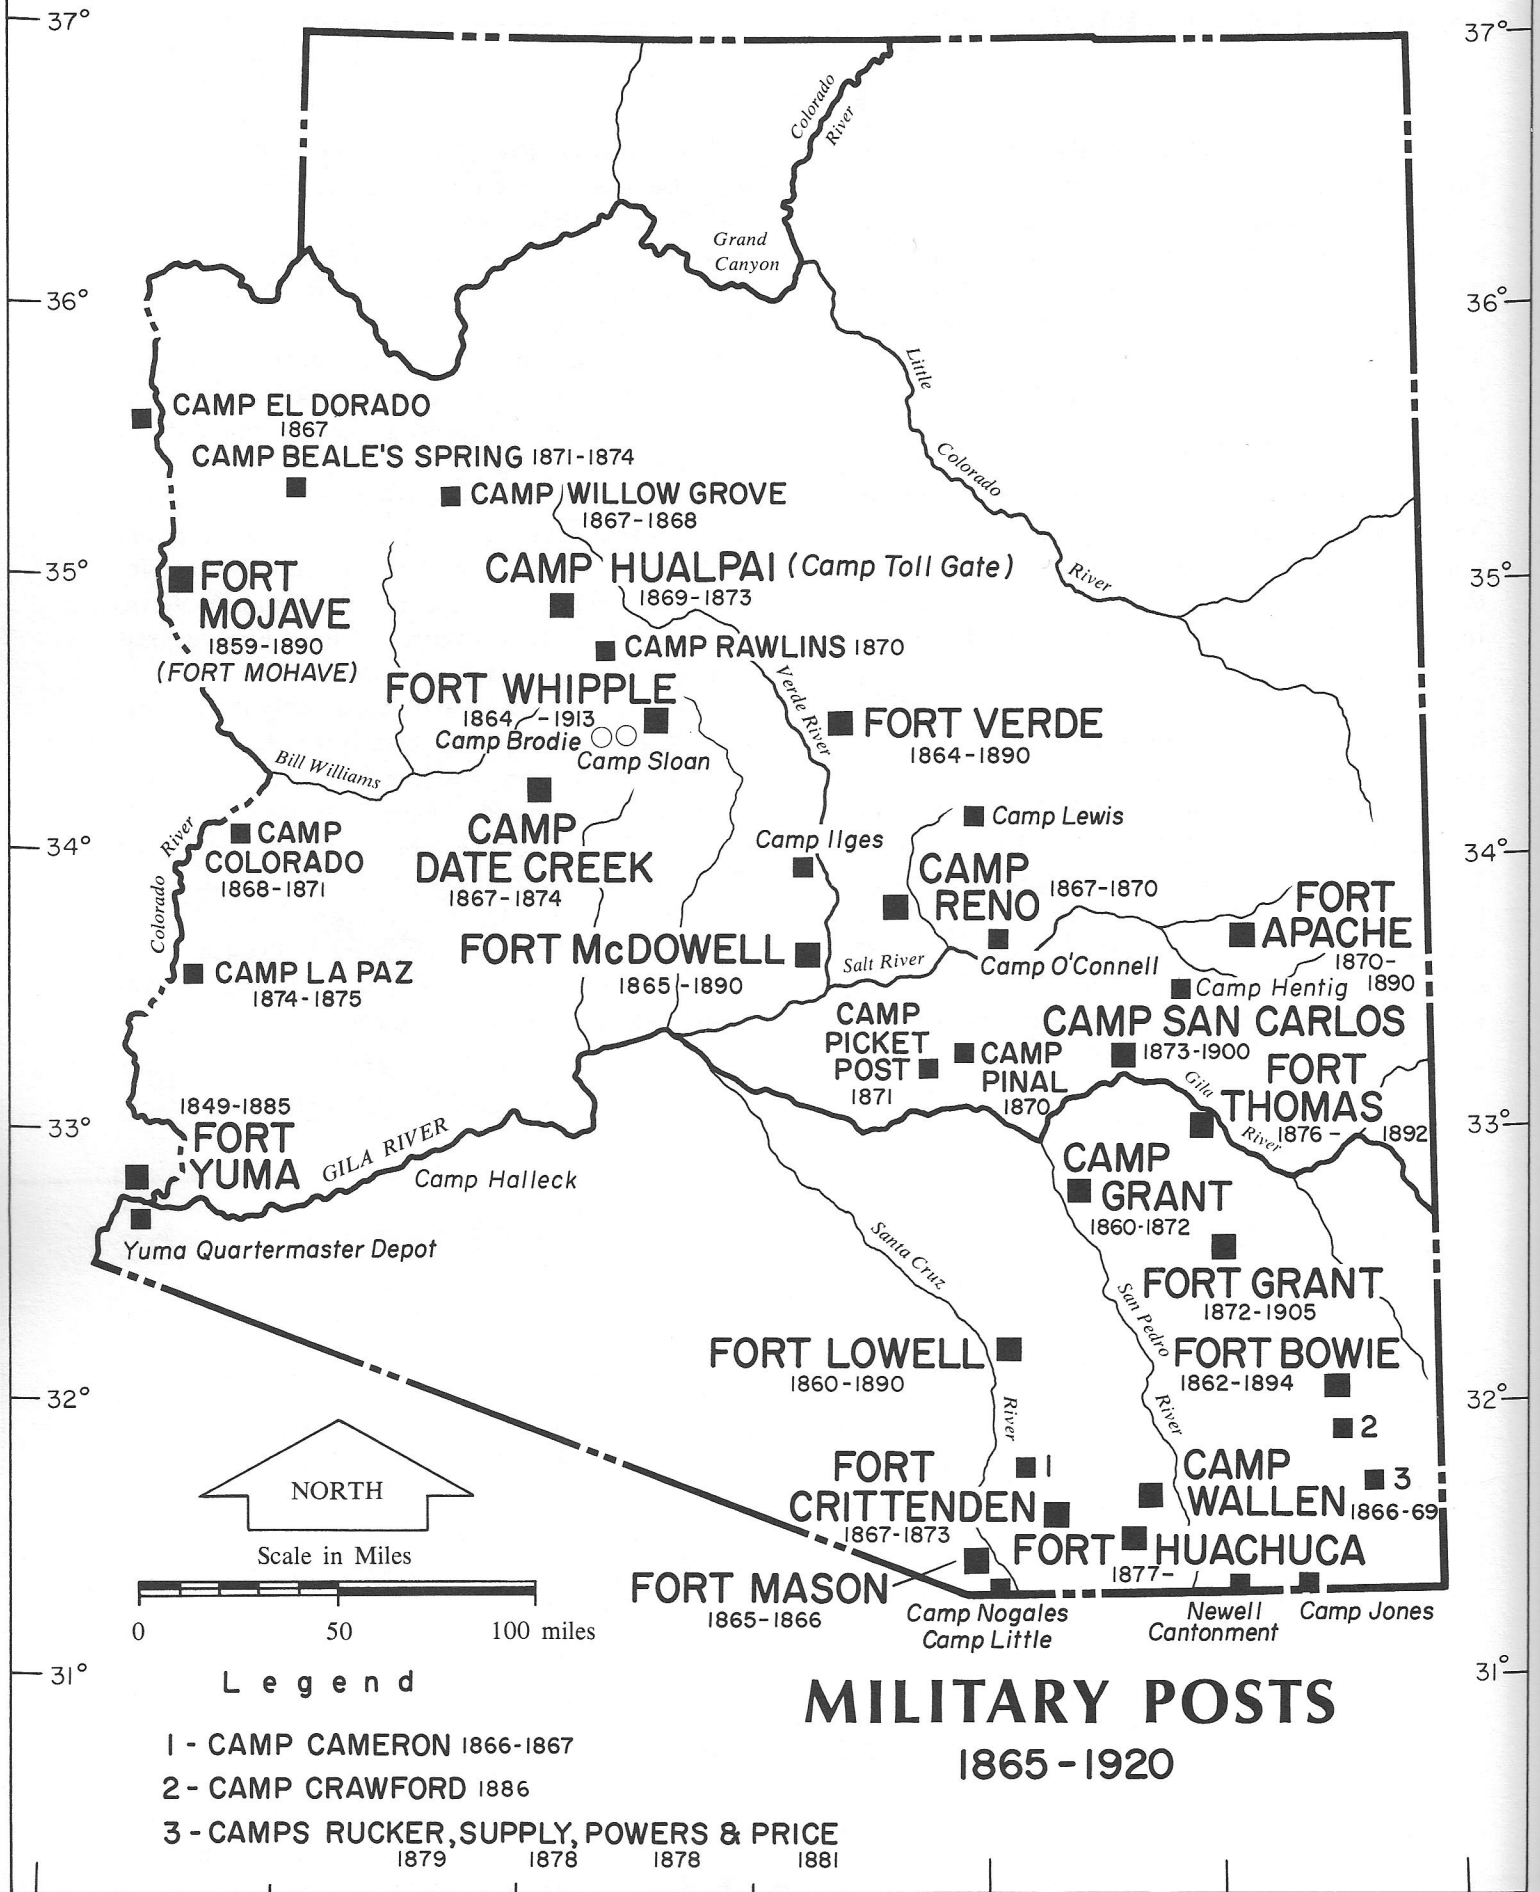 37°
37°
Colorado
River
Grand
Canyon
36°
36°
Little
Colorado
River
CAMP EL DORADO
1867
CAMP BEALE'S SPRING 1871-1874
CAMP WILLOW GROVE
1867-1868
35°
35°
FORT
MOJAVE
1859-1890
(FORT MOHAVE)
CAMP HUALPAI (Camp Toll Gate)
1869-1873
CAMP RAWLINS 1870
FORT WHIPPLE
1864-1913
Camp Brodie
Camp Sloan
Verde River
FORT VERDE
1864-1890
Bill Williams
Colorado
River
34°
34°
CAMP
COLORADO
1868-1871
CAMP
DATE CREEK
1867-1874
Camp Ilges
Camp Lewis
CAMP
RENO
1867-1870
FORT
APACHE
1870-
1890
CAMP LA PAZ
1874-1875
FORT McDOWELL
1865-1890
Salt River
Camp O'Connell
Camp Hentig
CAMP
PICKET
POST
1871
CAMP
PINAL
1870
CAMP SAN CARLOS
1873-1900
Gila
River
FORT
THOMAS
1876-1892
33°
33°
1849-1885
FORT
YUMA
GILA RIVER
Camp Halleck
Yuma Quartermaster Depot
CAMP
GRANT
1860-1872
Santa Cruz
River
San Pedro
River
FORT GRANT
1872-1905
FORT LOWELL
1860-1890
FORT BOWIE
1862-1894
32°
32°
2
3
1
NORTH
Scale in Miles
0
50
100 miles
FORT
CRITTENDEN
1867-1873
CAMP
WALLEN
1866-69
FORT HUACHUCA
1877-
FORT MASON
1865-1866
Camp Nogales
Camp Little
Newell
Cantonment
Camp Jones
31°
31°
MILITARY POSTS
1865-1920
Legend
1 - CAMP CAMERON 1866-1867
2 - CAMP CRAWFORD 1886
3 - CAMPS RUCKER, SUPPLY, POWERS & PRICE
1879 1878 1878 1881